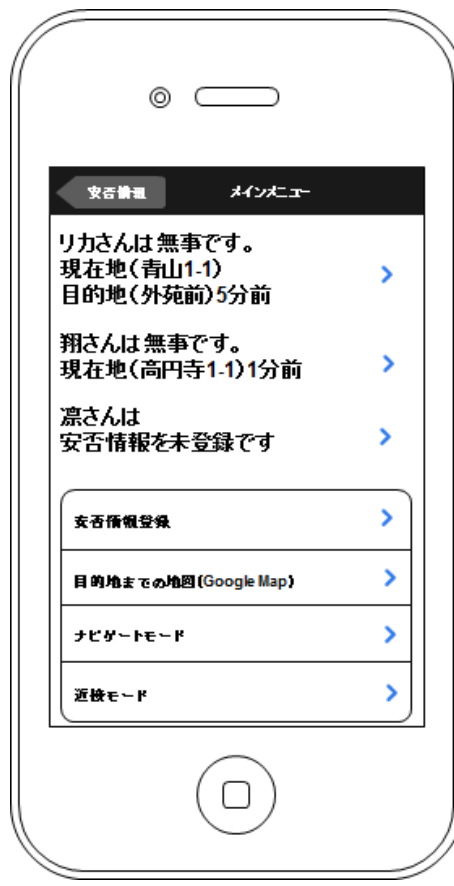 安否情報
メインメニュー
リカさんは無事です。
現在地(青山1-1)
目的地(外苑前)5分前
翔さんは無事です。
現在地(高円寺1-1)1分前
凛さんは
安否情報を未登録です
安否情報登録
目的地までの地図(Google Map)
ナビゲートモード
近接モード